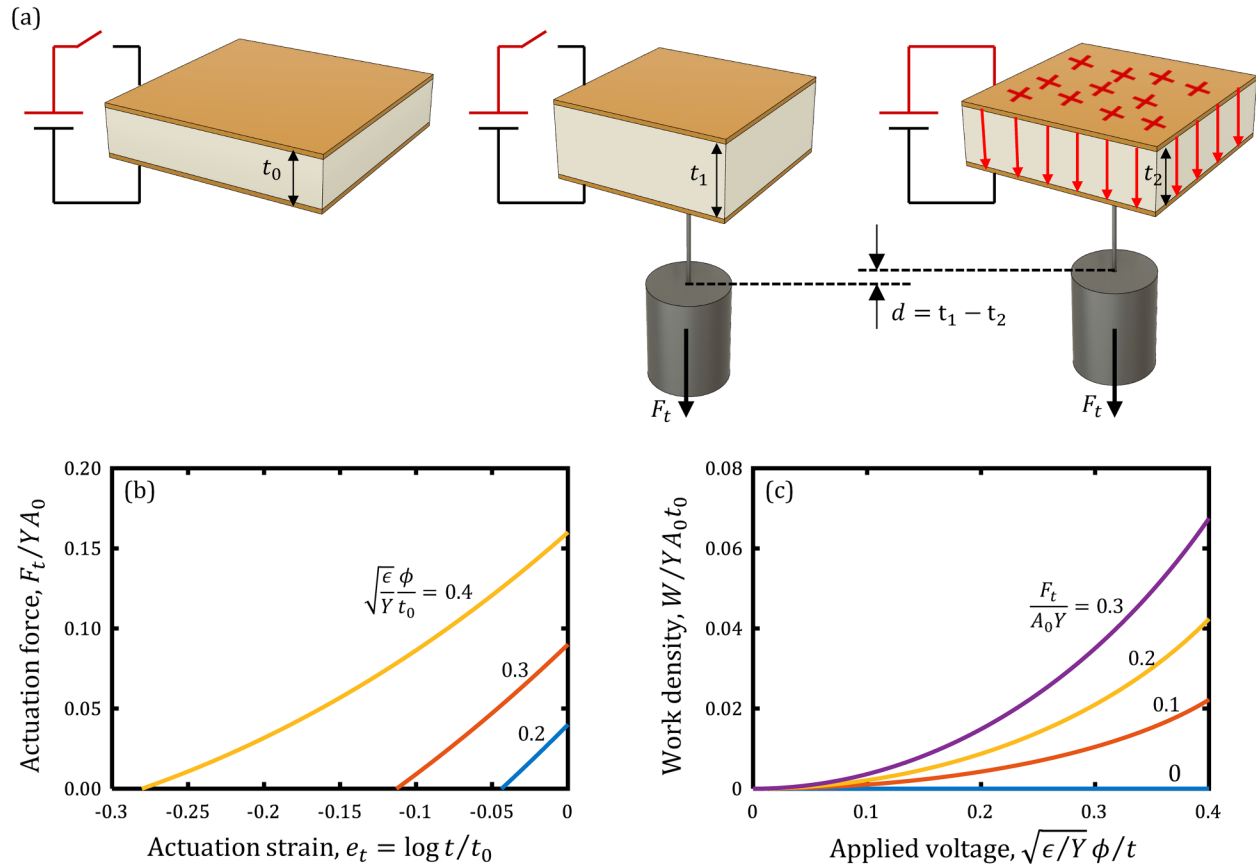 (a)
t₀
t₁
t₂
d = t₁ − t₂
Fₜ
Fₜ
(b)
Actuation force, Fₜ/YA₀
0.20
0.15
0.10
0.05
0.00
√(ϵ/Y) ϕ/t₀ = 0.4
0.3
0.2
-0.3 -0.25 -0.2 -0.15 -0.1 -0.05 0
Actuation strain, eₜ = log t/t₀
(c)
Work density, W/YA₀t₀
0.08
0.06
0.04
0.02
0
Fₜ/A₀Y = 0.3
0.2
0.1
0
0 0.1 0.2 0.3 0.4
Applied voltage, √(ϵ/Y) ϕ/t